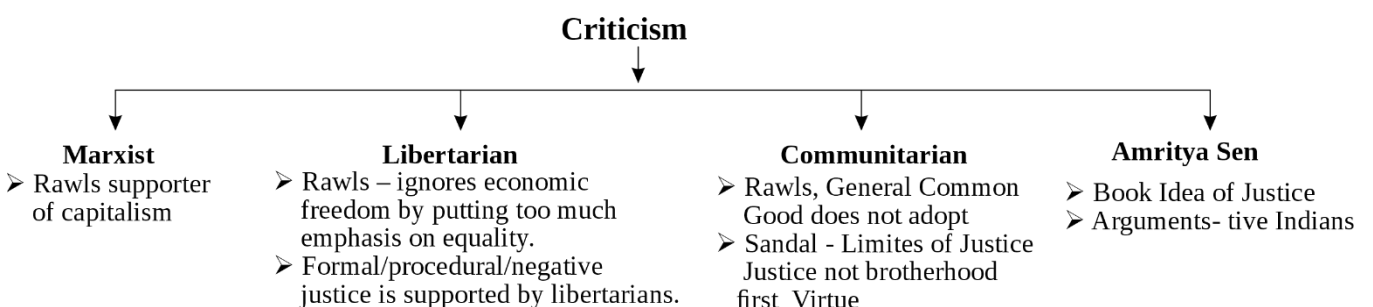 Criticism
Marxist
➢ Rawls supporter
of capitalism
Libertarian
➢ Rawls – ignores economic
freedom by putting too much
emphasis on equality.
➢ Formal/procedural/negative
justice is supported by libertarians.
Communitarian
➢ Rawls, General Common
Good does not adopt
➢ Sandal - Limites of Justice
Justice not brotherhood
first Virtue
Amritya Sen
➢ Book Idea of Justice
➢ Arguments- tive Indians